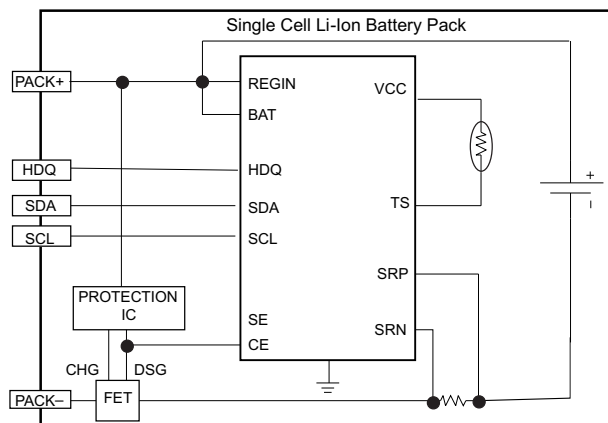 Single Cell Li-Ion Battery Pack
PACK+
REGIN
VCC
BAT
HDQ
HDQ
SDA
SDA
TS
SCL
SCL
+
-
SRP
PROTECTION
IC
SE
SRN
CE
CHG
DSG
PACK–
FET